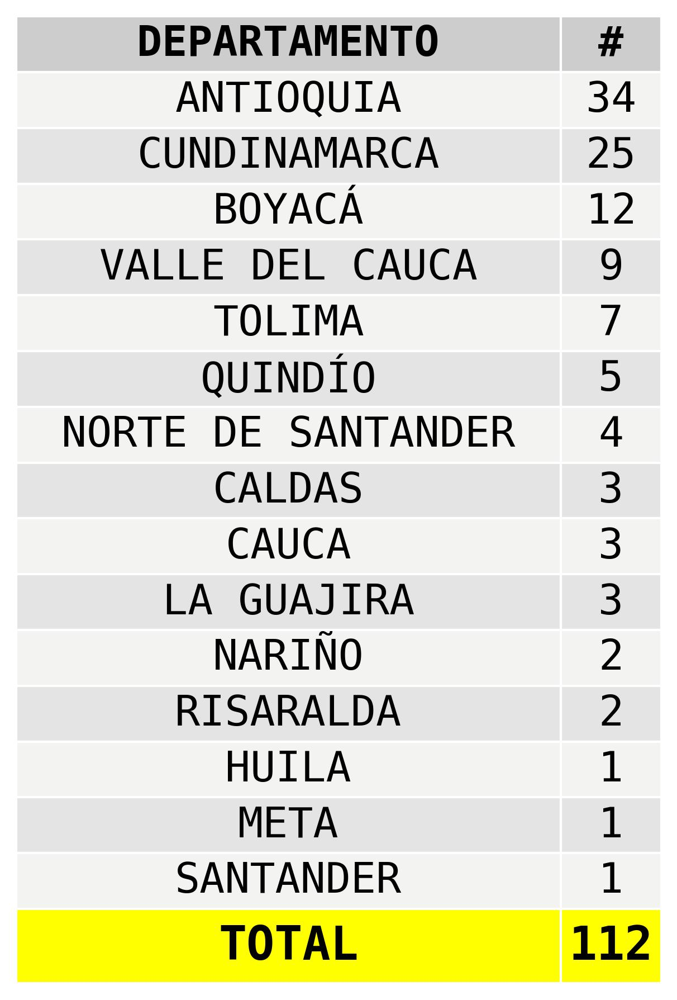 DEPARTAMENTO #
ANTIOQUIA 34
CUNDINAMARCA 25
BOYACÁ 12
VALLE DEL CAUCA 9
TOLIMA 7
QUINDÍO 5
NORTE DE SANTANDER 4
CALDAS 3
CAUCA 3
LA GUAJIRA 3
NARIÑO 2
RISARALDA 2
HUILA 1
META 1
SANTANDER 1
TOTAL 112